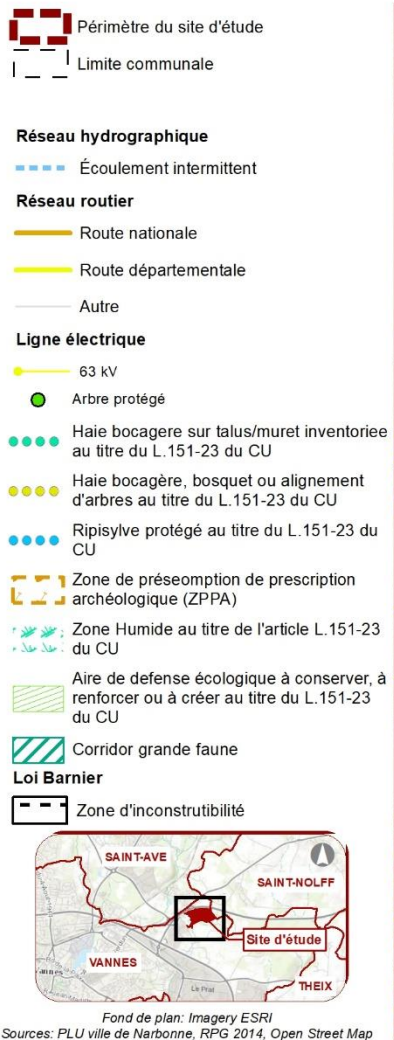 Périmètre du site d'étude
Limite communale
Réseau hydrographique
Écoulement intermittent
Réseau routier
Route nationale
Route départementale
Autre
Ligne électrique
63 kV
Arbre protégé
Haie bocagere sur talus/muret inventoriee
au titre du L.151-23 du CU
Haie bocagère, bosquet ou alignement
d'arbres au titre du L.151-23 du CU
Ripisylve protégé au titre du L.151-23 du
CU
Zone de préseomption de prescription
archéologique (ZPPA)
Zone Humide au titre de l'article L.151-23
du CU
Aire de defense écologique à conserver, à
renforcer ou à créer au titre du L.151-23
du CU
Corridor grande faune
Loi Barnier
Zone d'inconstrutibilité
SAINT-AVE
SAINT-NOLFF
Site d'étude
VANNES
Vannes
Le Prat
THEIX
Fond de plan: Imagery ESRI
Sources: PLU ville de Narbonne, RPG 2014, Open Street Map